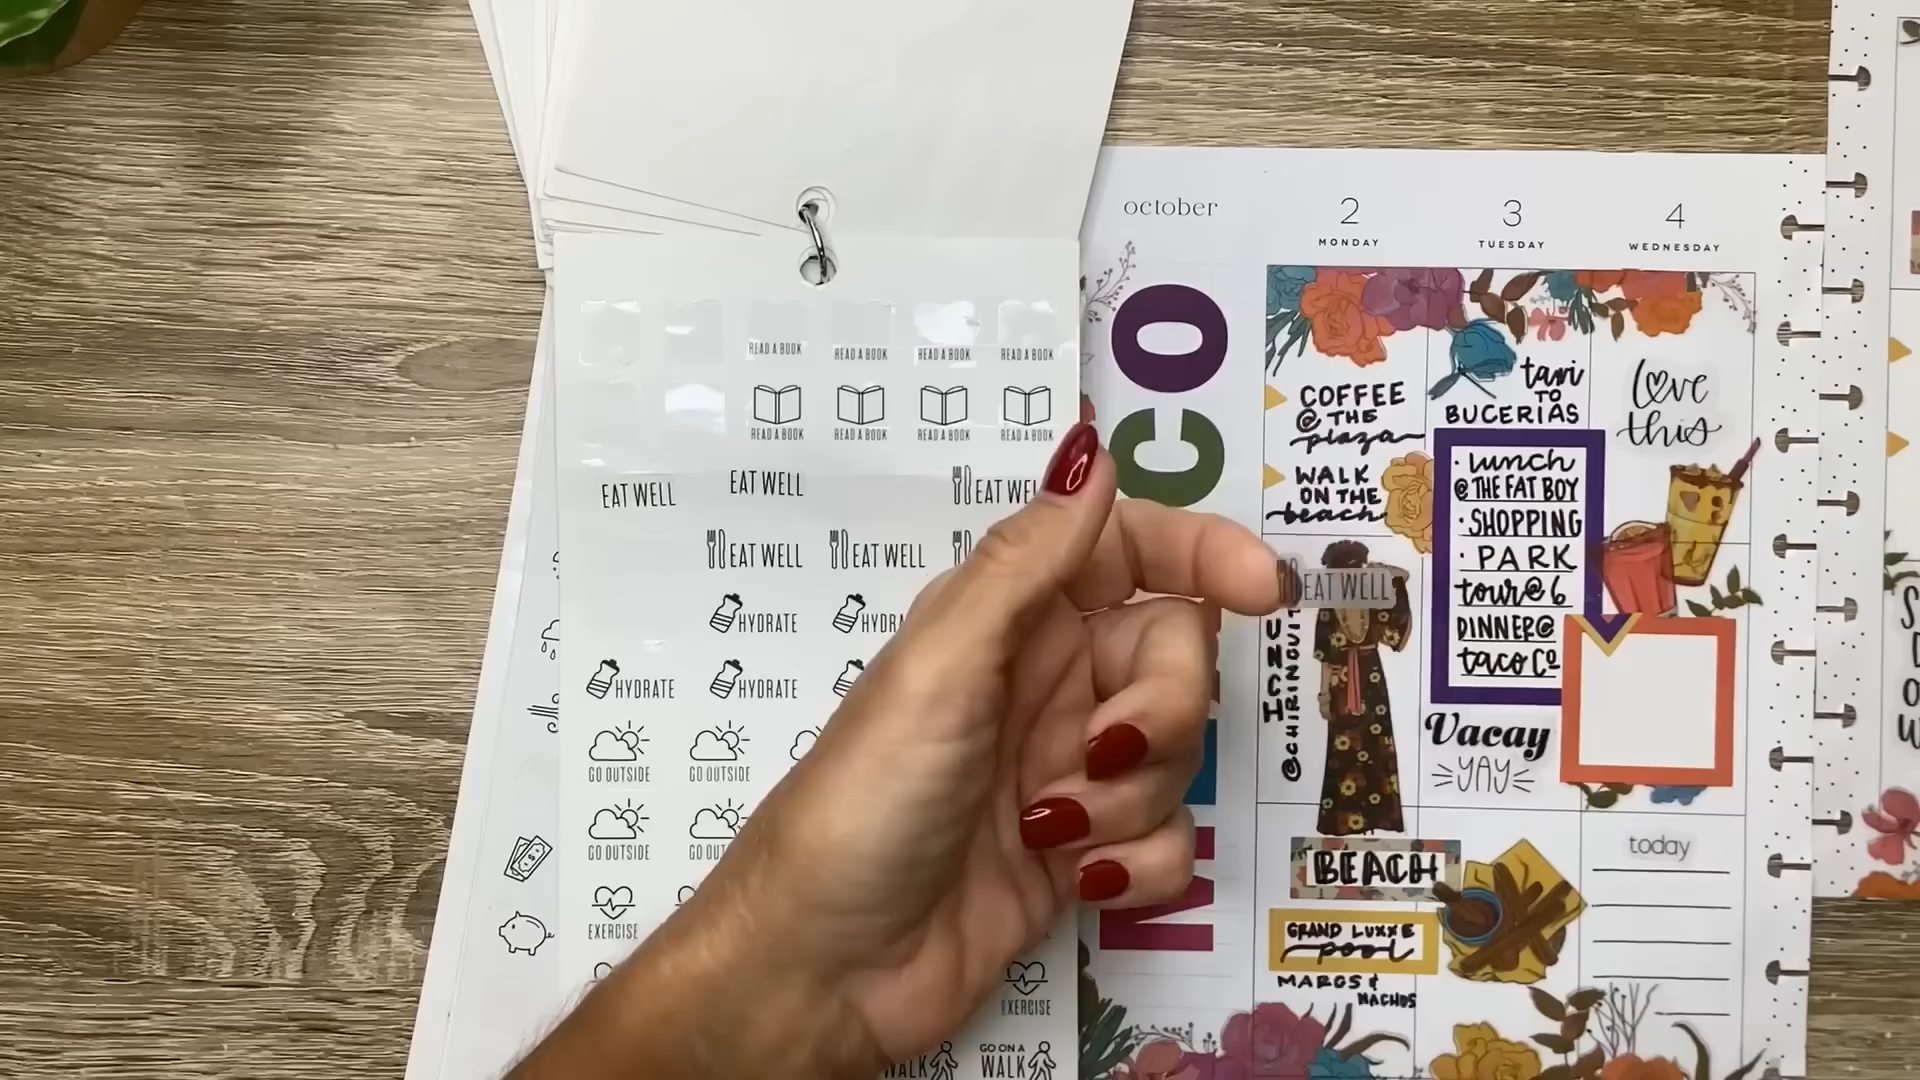 READ A BOOK READ A BOOK READ A BOOK READ A BOOK
READ A BOOK READ A BOOK READ A BOOK READ A BOOK
EAT WELL EAT WELL EAT WELL
EAT WELL EAT WELL
HYDRATE
HYDRATE HYDRATE
GO OUTSIDE GO OUTSIDE
GO OUTSIDE
EXERCISE
EXERCISE
WALK GO ON A
WALK
EAT WELL
october
2
MONDAY
3
TUESDAY
4
WEDNESDAY
COFFEE
@ THE
plaza
WALK
ON THE
beach
@CHIRINGUIT
BEACH
GRAND LUXXE
pool
MARGS &
NACHOS
taxi
TO
BUCERIAS
· lunch
@ THE FAT BOY
· SHOPPING
· PARK
tour@6
DINNER@
taco Co
Vacay
YAY
love
this
today